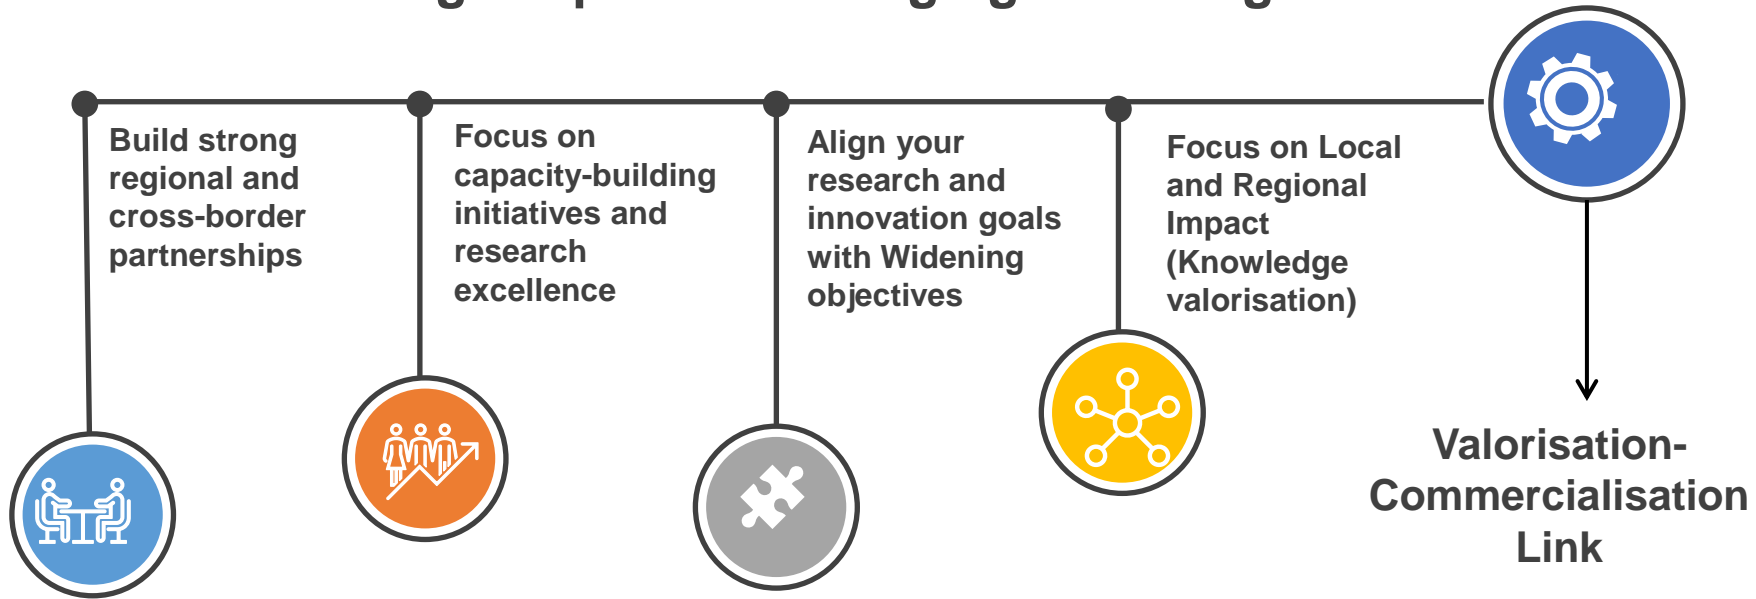 Build strong
regional and
cross-border
partnerships
Focus on
capacity-building
initiatives and
research
excellence
Align your
research and
innovation goals
with Widening
objectives
Focus on Local
and Regional
Impact
(Knowledge
valorisation)
Valorisation-
Commercialisation
Link